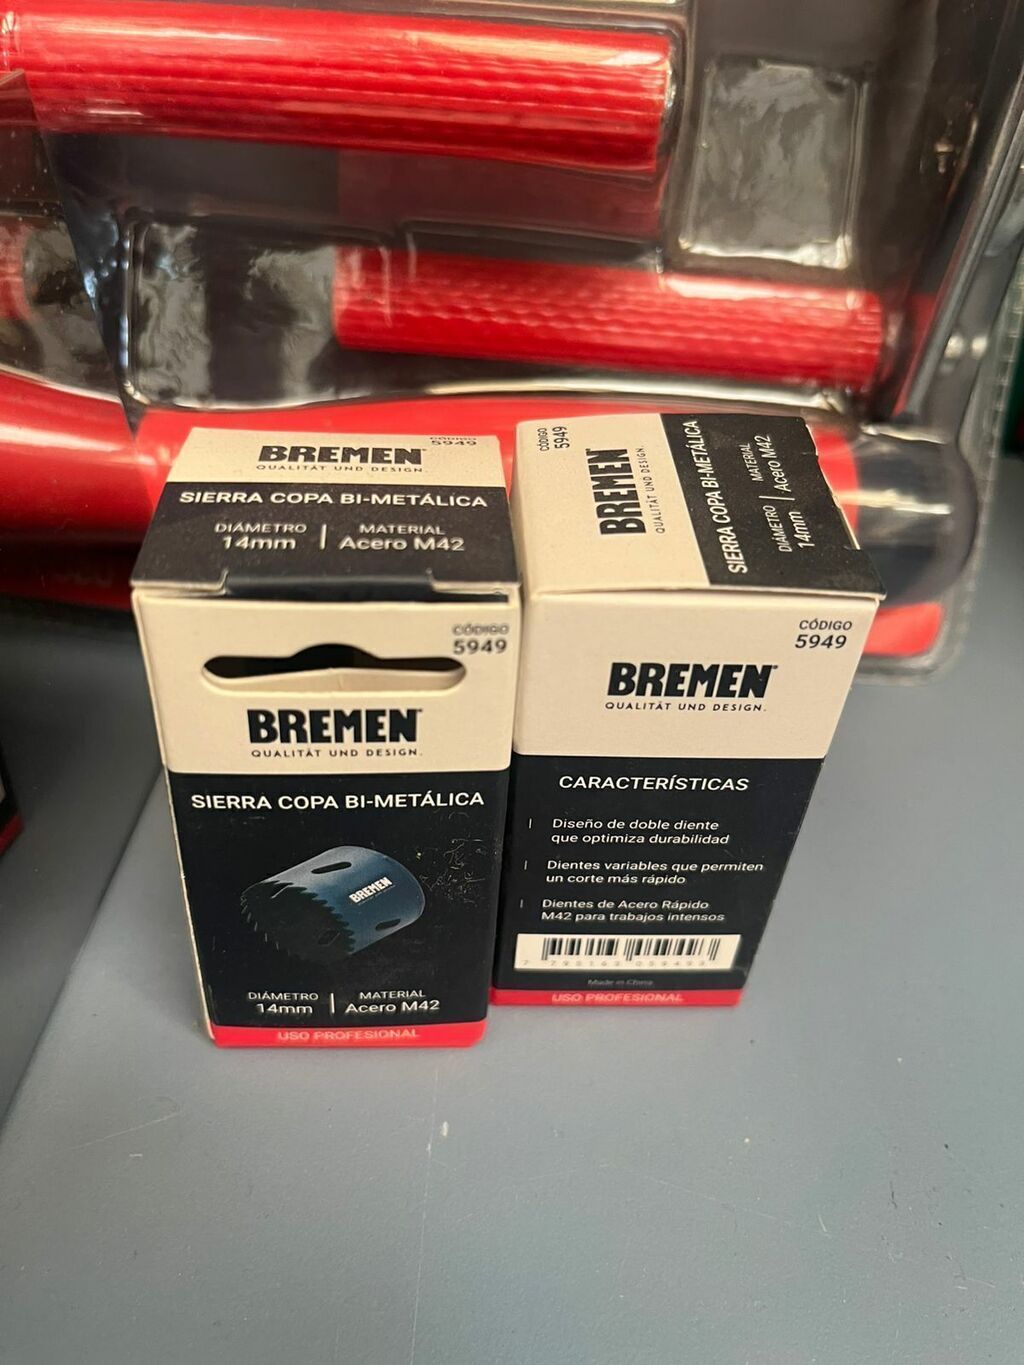 CÓDIGO
5949
BREMEN
QUALITÄT UND DESIGN.
SIERRA COPA BI-METÁLICA
DIÁMETRO | MATERIAL
14mm | Acero M42
CÓDIGO
5949
BREMEN
QUALITÄT UND DESIGN.
SIERRA COPA BI-METÁLICA
BREMEN
DIÁMETRO | MATERIAL
14mm | Acero M42
USO PROFESIONAL
CÓDIGO
5949
BREMEN
QUALITÄT UND DESIGN.
SIERRA COPA BI-METÁLICA
DIÁMETRO | MATERIAL
14mm | Acero M42
CÓDIGO
5949
BREMEN
QUALITÄT UND DESIGN.
CARACTERÍSTICAS
Diseño de doble diente
que optimiza durabilidad
Dientes variables que permiten
un corte más rápido
Dientes de Acero Rápido
M42 para trabajos intensos
Made in China
USO PROFESIONAL